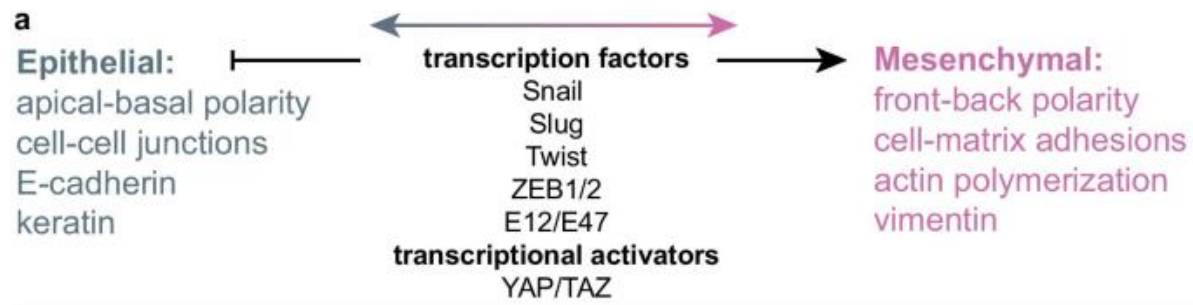 a
Epithelial:
apical-basal polarity
cell-cell junctions
E-cadherin
keratin
transcription factors
Snail
Slug
Twist
ZEB1/2
E12/E47
transcriptional activators
YAP/TAZ
Mesenchymal:
front-back polarity
cell-matrix adhesions
actin polymerization
vimentin